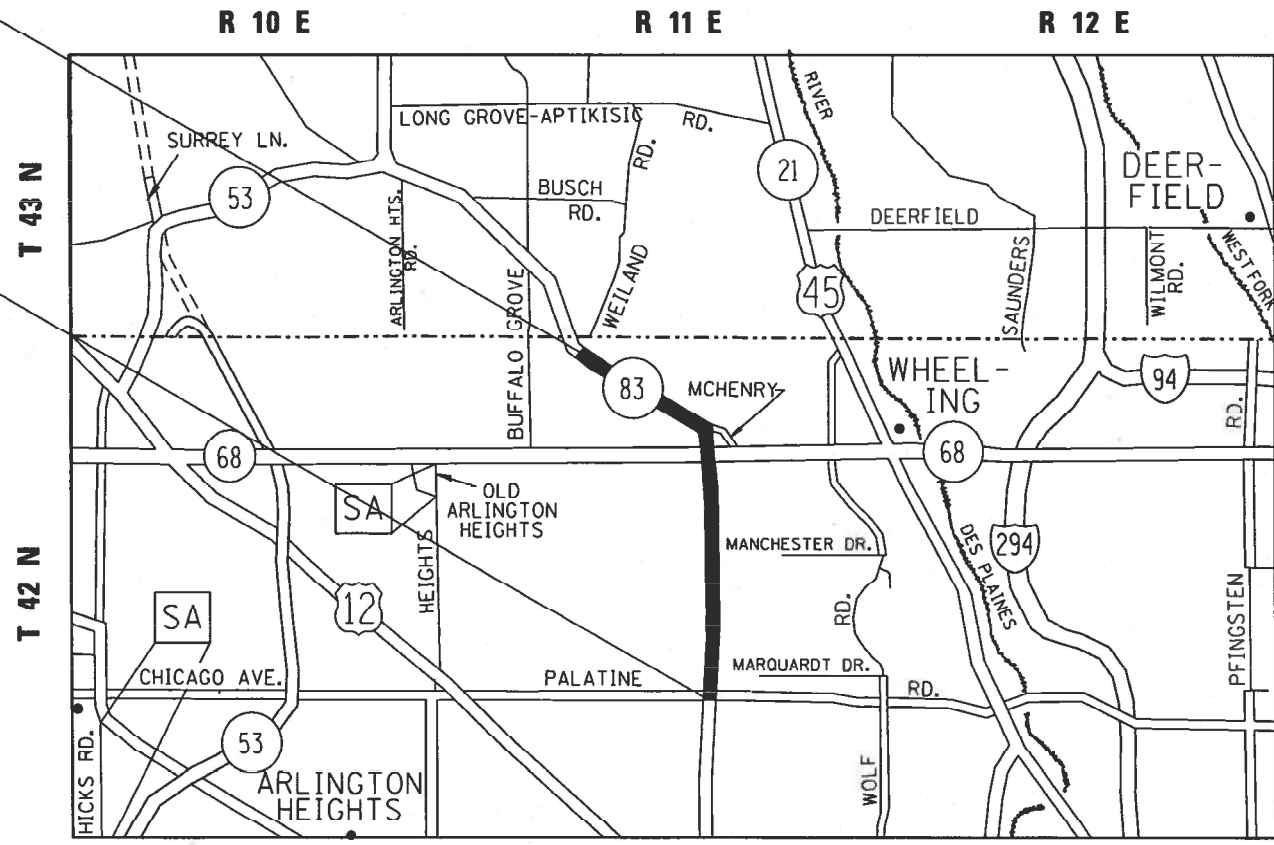 R 10 E
R 11 E
R 12 E
T 43 N
T 42 N
SURREY LN.
53
LONG GROVE-APTIKISIC RD.
ARLINGTON HTS.
RD.
BUSCH
RD.
RD.
WEILAND
BUFFALO GROVE
21
RIVER
45
DEERFIELD
SAUNDERS
DEER-
FIELD
WILMONT
RD.
WESTFORK
83
MCHENRY
WHEEL-
ING
94
RD.
68
68
SA
OLD
ARLINGTON
HEIGHTS
HEIGHTS
MANCHESTER DR.
DES PLAINES
294
12
SA
RD.
PFINGSTEN
CHICAGO AVE.
PALATINE
MARQUARDT DR.
RD.
53
HICKS RD.
ARLINGTON
HEIGHTS
WOLF